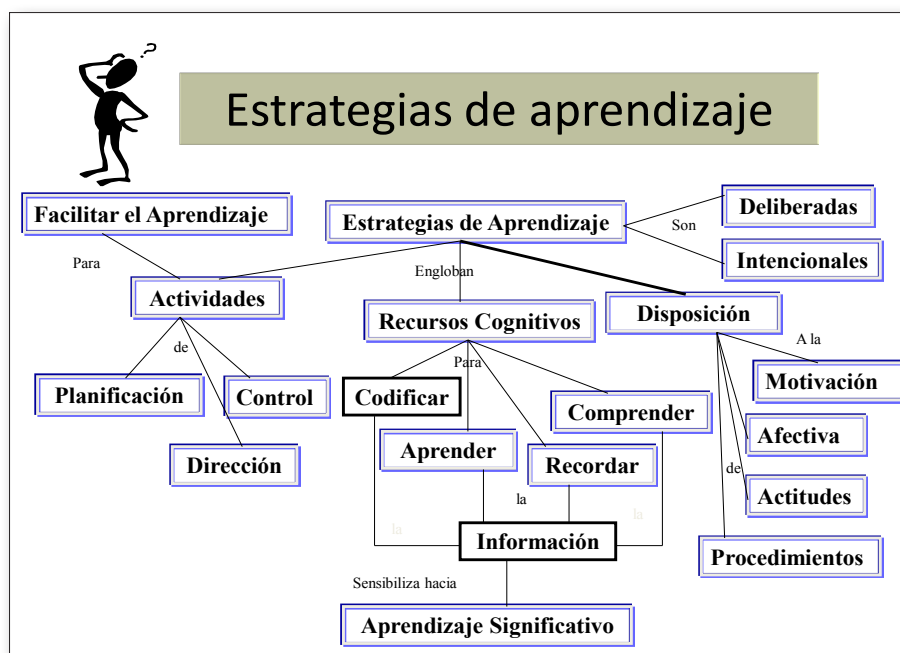 ?
Estrategias de aprendizaje
Facilitar el Aprendizaje
Estrategias de Aprendizaje
Deliberadas
Son
Intencionales
Para
Engloban
Actividades
Recursos Cognitivos
Disposición
de
Para
A la
Planificación
Control
Codificar
Comprender
Motivación
Aprender
Recordar
Afectiva
Dirección
de
Actitudes
la
la
la
Información
Procedimientos
Sensibiliza hacia
Aprendizaje Significativo